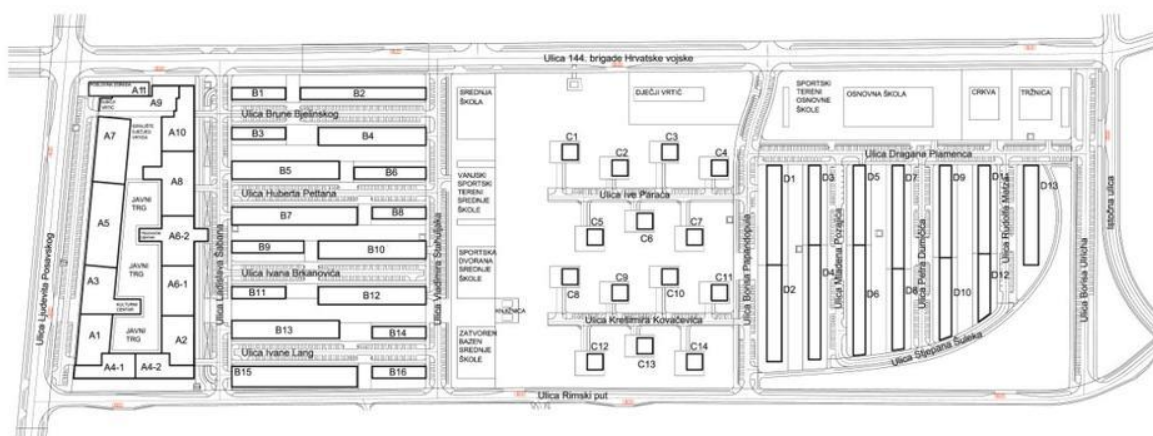 Ulica 144. brigade Hrvatske vojske
A11
A9
A7
A10
A8
JAVNI
TRG
A5
A6-2
JAVNI
TRG
A3
A6-1
KULTURNI
CENTAR
A1
JAVNI
TRG
A2
A4-1
A4-2
Ulica Ljudevita Posavskog
Ulica Ladislava Šabana
B1
B2
Ulica Brune Bjelinskog
B3
B4
B5
B6
Ulica Huberta Pettana
B7
B8
B9
B10
Ulica Ivana Brkanovića
B11
B12
B13
B14
Ulica Ivane Lang
B15
B16
Ulica Vladimira Stahuljaka
SREDNJA
ŠKOLA
VANJSKI
SPORTSKI
TERENI
SREDNJE
ŠKOLE
SPORTSKA
DVORANA
SREDNJE
ŠKOLE
KNJIŽNICA
ZATVOREN
BAZEN
SREDNJE
ŠKOLE
DJEČJI VRTIĆ
C1
C2
C3
C4
Ulica Ive Paraća
C5
C6
C7
C8
C9
C10
C11
Ulica Krešimira Kovačevića
C12
C13
C14
Ulica Rimski put
Ulica Borisa Papandopula
SPORTSKI
TERENI
OSNOVNE
ŠKOLE
OSNOVNA ŠKOLA
CRKVA
TRŽNICA
Ulica Dragana Plamenca
D1
D2
D3
D4
Ulica Mladena Pozajića
D5
D6
D7
D8
Ulica Petra Dumičića
D9
D10
D11
D12
Ulica Rudolfa Matza
D13
Ulica Stjepana Šuleka
Ulica Borisa Ulricha
Istočna ulica